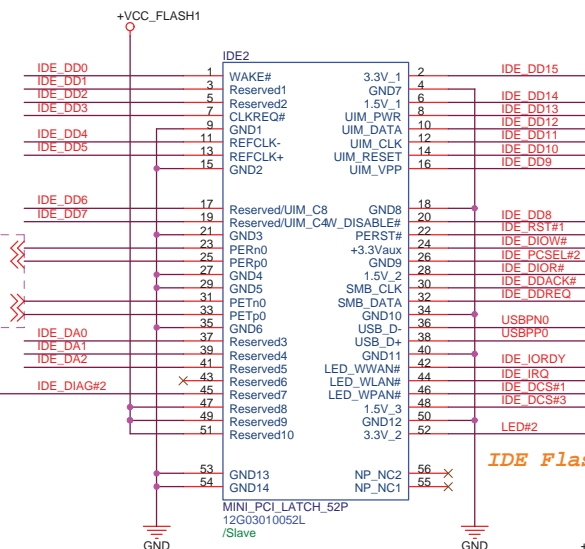 +VCC_FLASH1
IDE2
IDE_DD0 1 WAKE# 3.3V_1 2 IDE_DD15
IDE_DD1 3 Reserved1 GND7 4
IDE_DD2 5 Reserved2 1.5V_1 6 IDE_DD14
IDE_DD3 7 CLKREQ# UIM_PWR 8 IDE_DD13
9 GND1 UIM_DATA 10 IDE_DD12
IDE_DD4 11 REFCLK- UIM_CLK 12 IDE_DD11
IDE_DD5 13 REFCLK+ UIM_RESET 14 IDE_DD10
15 GND2 UIM_VPP 16 IDE_DD9
IDE_DD6 17 Reserved/UIM_C8 GND8 18
IDE_DD7 19 Reserved/UIM_C4 W_DISABLE# 20 IDE_DD8
21 GND3 PERST# 22 IDE_RST#1
23 PERn0 +3.3Vaux 24 IDE_DIOW#
25 PERp0 GND9 26 IDE_PCSEL#2
27 GND4 1.5V_2 28 IDE_DIOR#
29 GND5 SMB_CLK 30 IDE_DDACK#
31 PETn0 SMB_DATA 32 IDE_DDREQ
33 PETp0 GND10 34
35 GND6 USB_D- 36 USBPN0
IDE_DA0 37 Reserved3 USB_D+ 38 USBPP0
IDE_DA1 39 Reserved4 GND11 40
IDE_DA2 41 Reserved5 LED_WWAN# 42 IDE_IORDY
43 Reserved6 LED_WLAN# 44 IDE_IRQ
IDE_DIAG#2 45 Reserved7 LED_WPAN# 46 IDE_DCS#1
47 Reserved8 1.5V_3 48 IDE_DCS#3
49 Reserved9 GND12 50
51 Reserved10 3.3V_2 52 LED#2
IDE Flas
53 GND13 NP_NC2 56
54 GND14 NP_NC1 55
MINI_PCI_LATCH_52P
12G03010052L
/Slave
GND GND